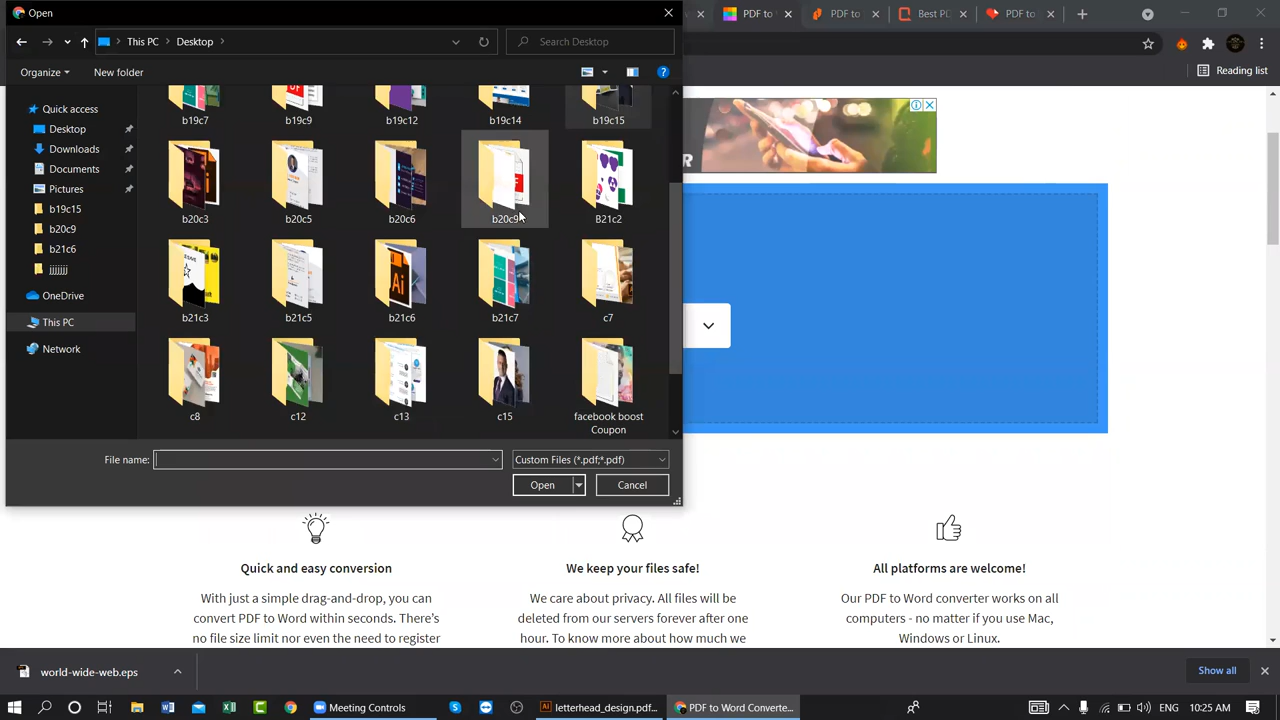 Open
PDF to
PDF to
Best PD
PDF to
This PC
Desktop
Search Desktop
Organize
New folder
Reading list
Quick access
Desktop
Downloads
Documents
Pictures
b19c15
b20c9
b21c6
jjjjjjj
OneDrive
This PC
Network
b19c7
b19c9
b19c12
b19c14
b19c15
b20c3
b20c5
b20c6
b20c9
B21c2
b21c3
b21c5
b21c6
b21c7
c7
c8
c12
c13
c15
facebook boost
Coupon
File name:
Custom Files (*.pdf;*.pdf)
Open
Cancel
Quick and easy conversion
With just a simple drag-and-drop, you can
convert PDF to Word within seconds. There's
no file size limit nor even the need to register
We keep your files safe!
We care about privacy. All files will be
deleted from our servers forever after one
hour. To know more about how much we
All platforms are welcome!
Our PDF to Word converter works on all
computers - no matter if you use Mac,
Windows or Linux.
world-wide-web.eps
Show all
Meeting Controls
letterhead_design.pdf...
PDF to Word Converte...
ENG
10:25 AM